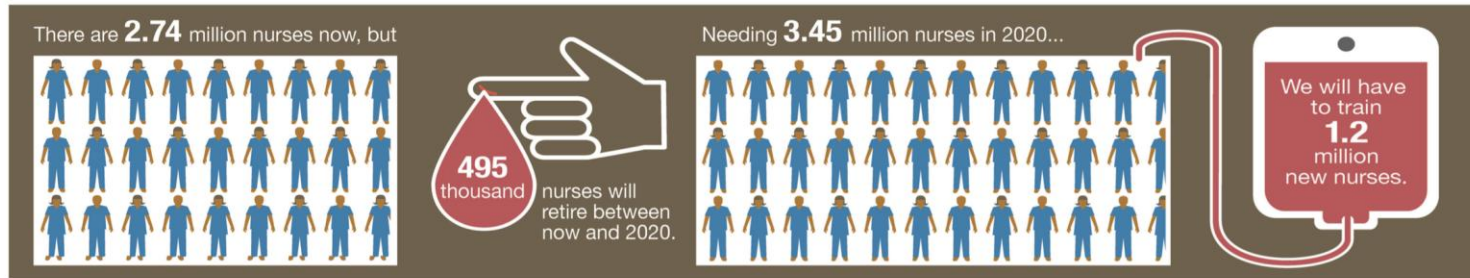 There are 2.74 million nurses now, but
495
thousand
nurses will
retire between
now and 2020.
Needing 3.45 million nurses in 2020...
We will have
to train
1.2
million
new nurses.